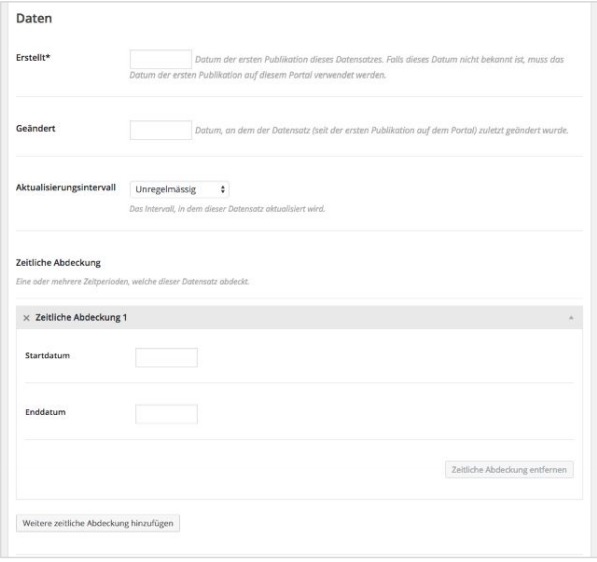 Daten
Erstellt*
Datum der ersten Publikation dieses Datensatzes. Falls dieses Datum nicht bekannt ist, muss das
Datum der ersten Publikation auf diesem Portal verwendet werden.
Geändert
Datum, an dem der Datensatz (seit der ersten Publikation auf dem Portal) zuletzt geändert wurde.
Aktualisierungsintervall
Unregelmässig
Das Intervall, in dem dieser Datensatz aktualisiert wird.
Zeitliche Abdeckung
Eine oder mehrere Zeitperioden, welche dieser Datensatz abdeckt.
Zeitliche Abdeckung 1
Startdatum
Enddatum
Zeitliche Abdeckung entfernen
Weitere zeitliche Abdeckung hinzufügen